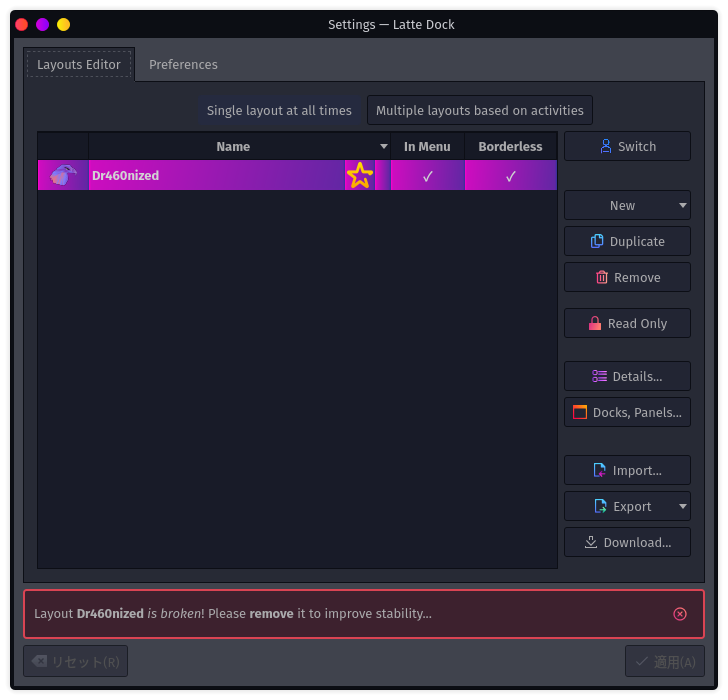 Settings — Latte Dock
Layouts Editor
Preferences
Single layout at all times
Multiple layouts based on activities
Name
In Menu
Borderless
Dr460nized
✓
✓
Switch
New
Duplicate
Remove
Read Only
Details...
Docks, Panels...
Import...
Export
Download...
Layout Dr460nized is broken! Please remove it to improve stability...
リセット(R)
適用(A)